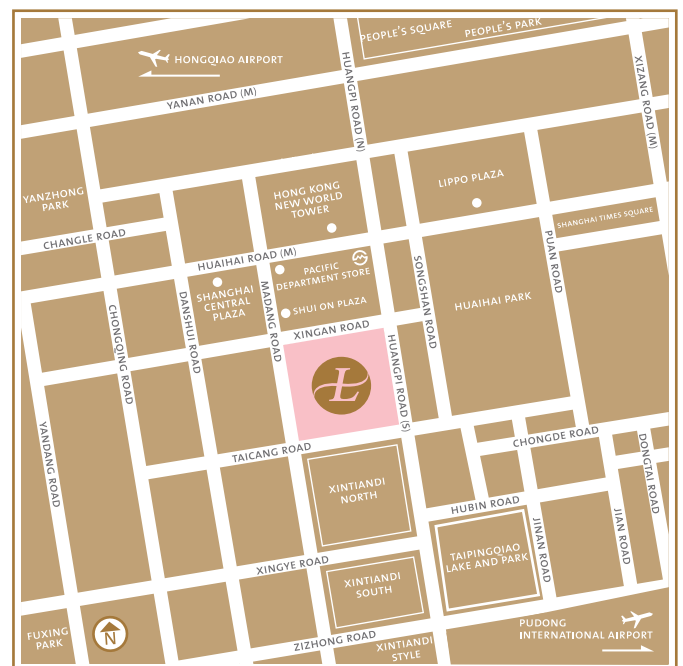 PEOPLE'S SQUARE
PEOPLE'S PARK
HONGQIAO AIRPORT
HUANGPI ROAD (N)
XIZANG ROAD (M)
YANAN ROAD (M)
YANZHONG
PARK
HONG KONG
NEW WORLD
TOWER
LIPPO PLAZA
SHANGHAI TIMES SQUARE
CHANGLE ROAD
HUAIHAI ROAD (M)
PACIFIC
DEPARTMENT STORE
SONGSHAN ROAD
PUAN ROAD
SHANGHAI
CENTRAL
PLAZA
MADANG ROAD
SHUI ON PLAZA
HUAIHAI PARK
DANSHUI ROAD
CHONGQING ROAD
XINGAN ROAD
HUANGPI ROAD (S)
L
YANDANG ROAD
TAICANG ROAD
CHONGDE ROAD
DONGTAI ROAD
XINTIANDI
NORTH
HUBIN ROAD
JINAN ROAD
JIAN ROAD
TAIPINGQIAO
LAKE AND PARK
XINGYE ROAD
XINTIANDI
SOUTH
FUXING
PARK
N
ZIZHONG ROAD
XINTIANDI
STYLE
PUDONG
INTERNATIONAL AIRPORT